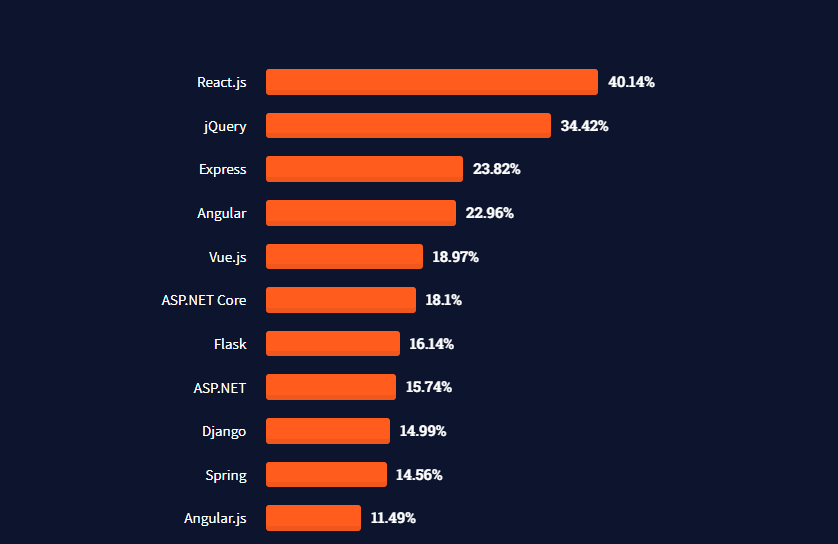 React.js 40.14%
jQuery 34.42%
Express 23.82%
Angular 22.96%
Vue.js 18.97%
ASP.NET Core 18.1%
Flask 16.14%
ASP.NET 15.74%
Django 14.99%
Spring 14.56%
Angular.js 11.49%